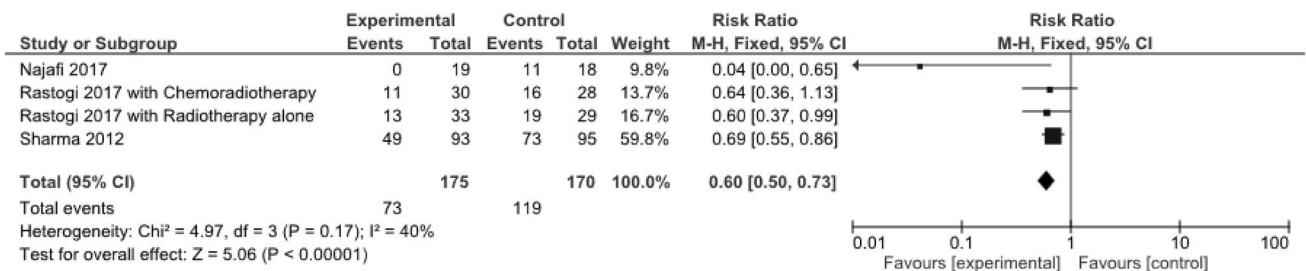 Experimental Control Risk Ratio Risk Ratio
Study or Subgroup Events Total Events Total Weight M-H, Fixed, 95% CI M-H, Fixed, 95% CI
Najafi 2017 0 19 11 18 9.8% 0.04 [0.00, 0.65]
Rastogi 2017 with Chemoradiotherapy 11 30 16 28 13.7% 0.64 [0.36, 1.13]
Rastogi 2017 with Radiotherapy alone 13 33 19 29 16.7% 0.60 [0.37, 0.99]
Sharma 2012 49 93 73 95 59.8% 0.69 [0.55, 0.86]
Total (95% CI) 175 170 100.0% 0.60 [0.50, 0.73]
Total events 73 119
Heterogeneity: Chi² = 4.97, df = 3 (P = 0.17); I² = 40%
Test for overall effect: Z = 5.06 (P < 0.00001)
0.01 0.1 1 10 100
Favours [experimental] Favours [control]